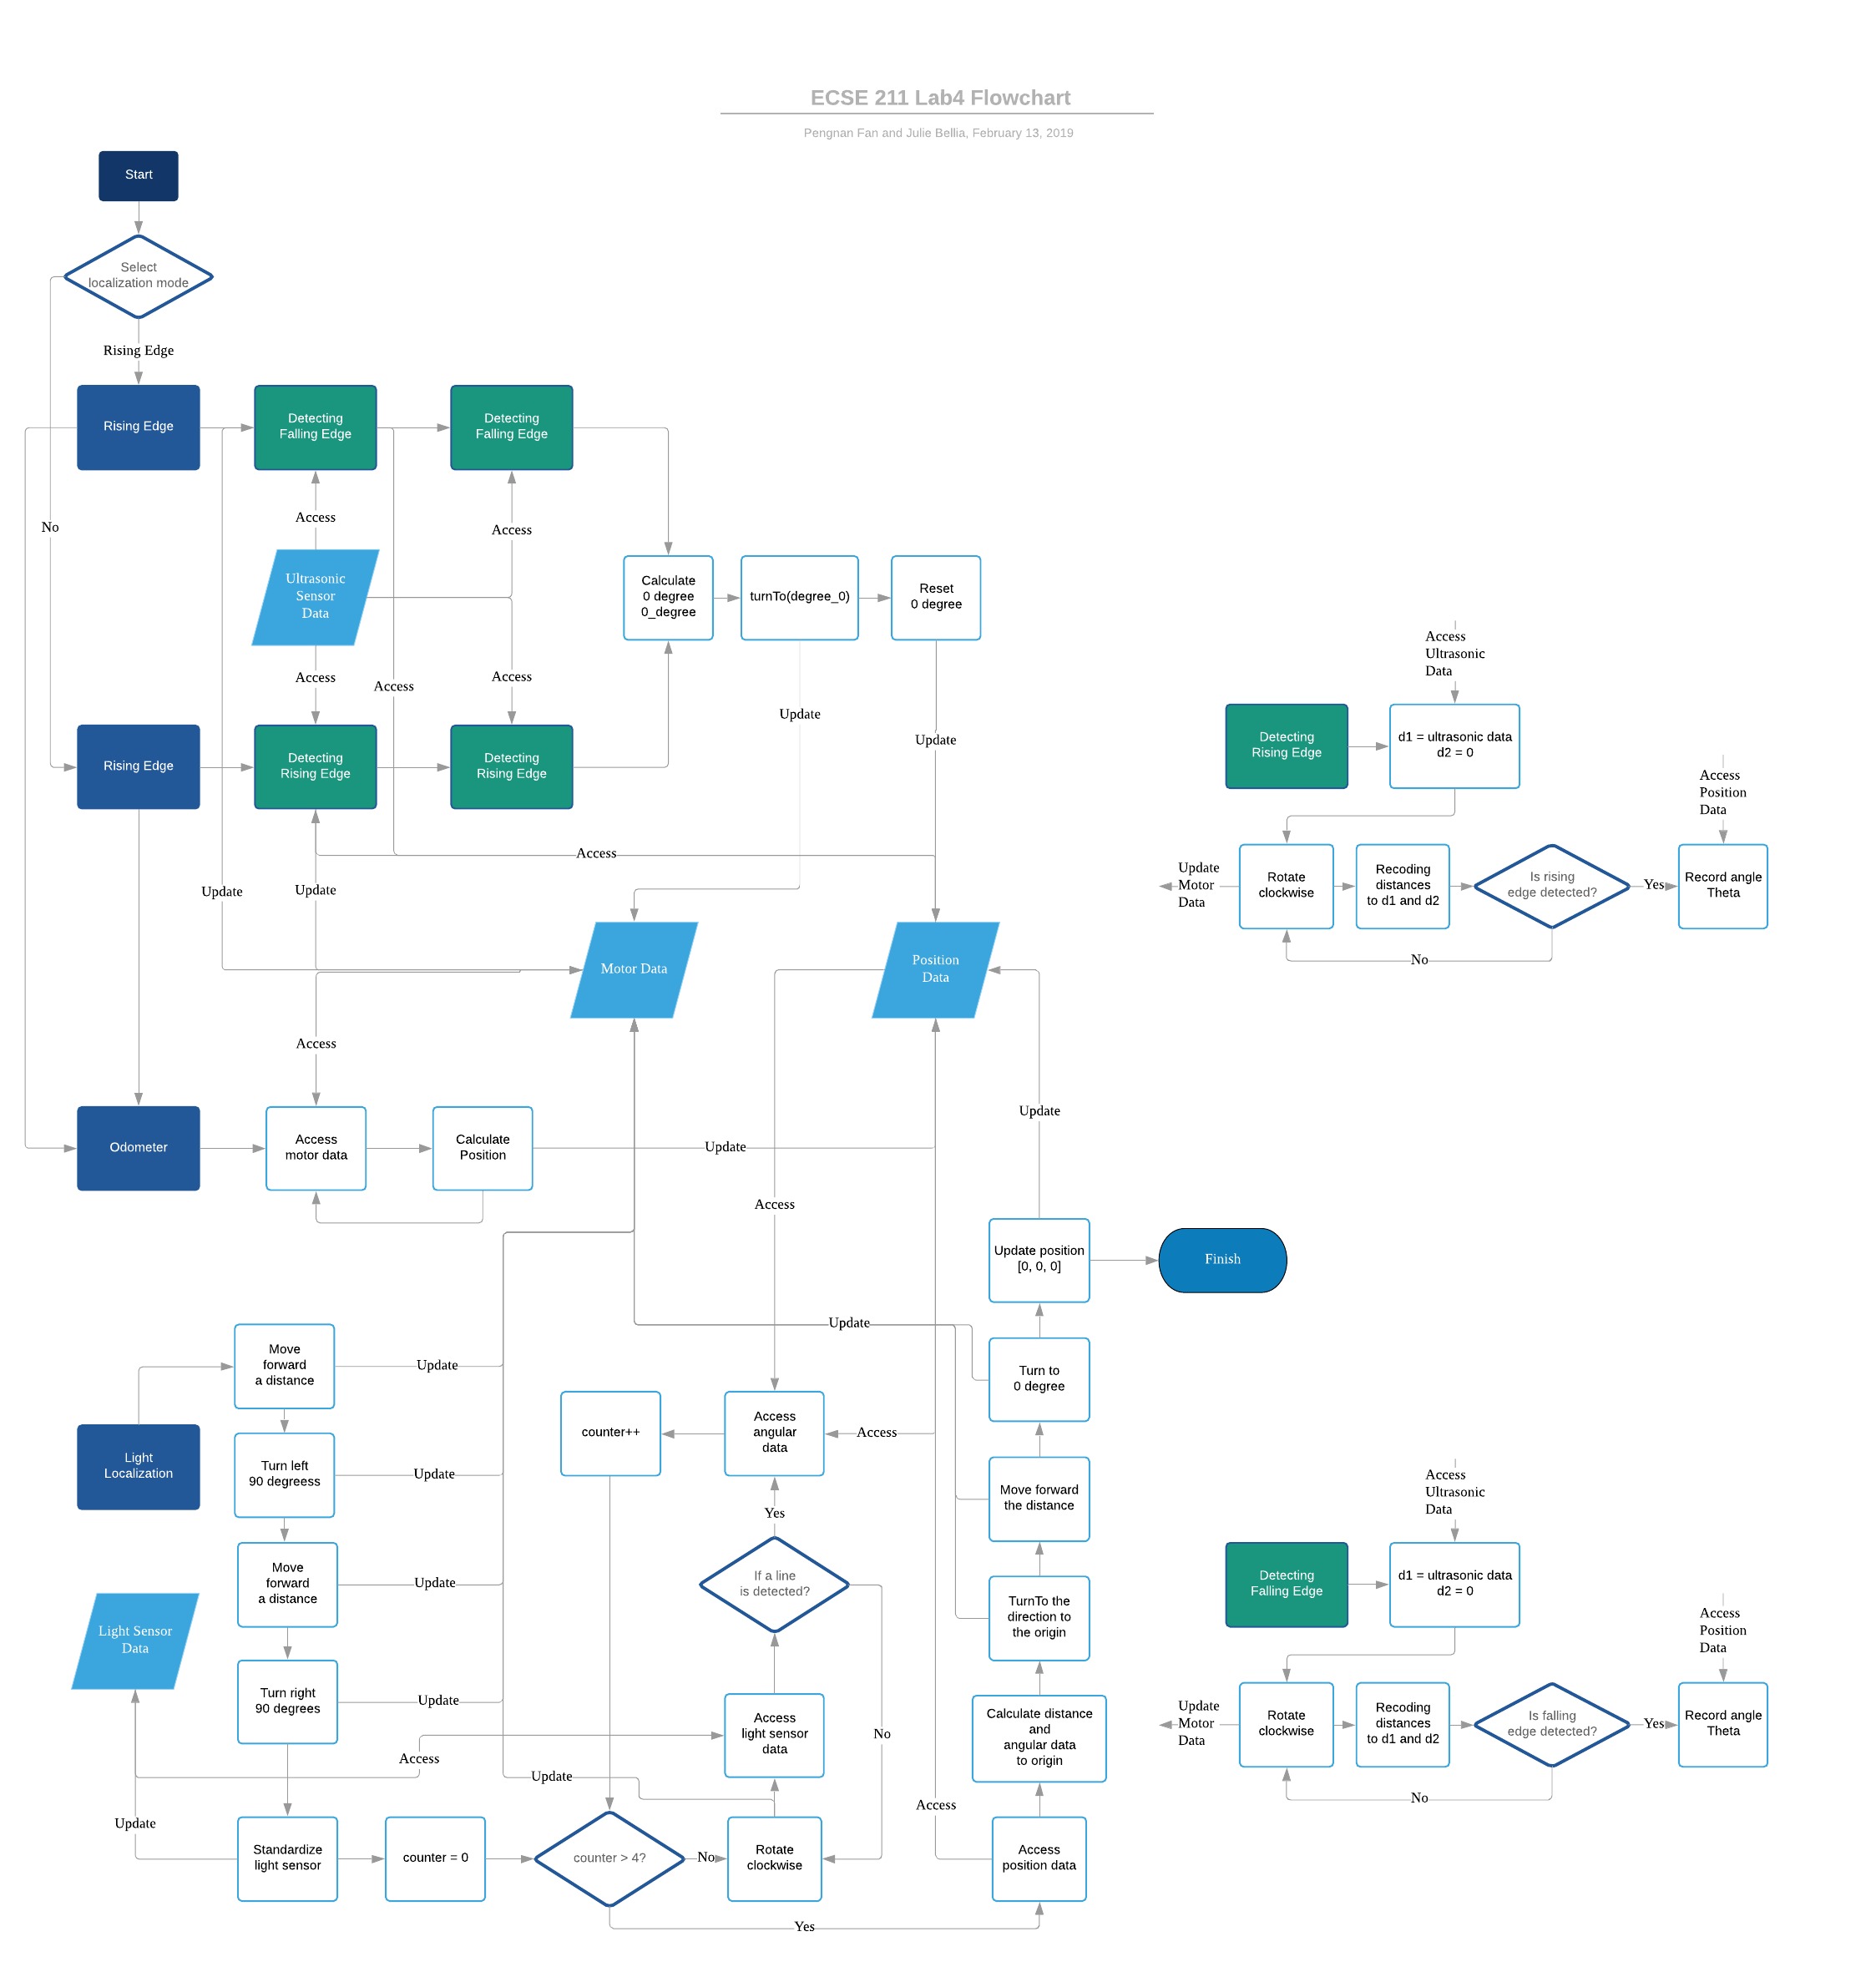 ECSE 211 Lab4 Flowchart
Pengnan Fan and Julie Bellia, February 13, 2019
Start
Select
localization mode
Rising Edge
Rising Edge
Detecting
Falling Edge
Detecting
Falling Edge
No
Access
Access
Ultrasonic
Sensor
Data
Calculate
0 degree
0_degree
turnTo(degree_0)
Reset
0 degree
Access
Access
Access
Update
Update
Rising Edge
Detecting
Rising Edge
Detecting
Rising Edge
Access
Update
Update
Motor Data
Position
Data
Access
Odometer
Access
motor data
Calculate
Position
Update
Update
Access
Update position
[0, 0, 0]
Finish
Update
Move
forward
a distance
Update
Turn to
0 degree
Light
Localization
Turn left
90 degreess
Update
counter++
Access
angular
data
Access
Move forward
the distance
Yes
Move
forward
a distance
Update
If a line
is detected?
TurnTo the
direction to
the origin
Light Sensor
Data
Turn right
90 degrees
Update
Access
light sensor
data
No
Calculate distance
and
angular data
to origin
Access
Update
Update
Access
Standardize
light sensor
counter = 0
counter > 4?
No
Rotate
clockwise
Access
position data
Yes
Access
Ultrasonic
Data
Detecting
Rising Edge
d1 = ultrasonic data
d2 = 0
Access
Position
Data
Update
Motor
Data
Rotate
clockwise
Recoding
distances
to d1 and d2
Is rising
edge detected?
Yes
Record angle
Theta
No
Access
Ultrasonic
Data
Detecting
Falling Edge
d1 = ultrasonic data
d2 = 0
Access
Position
Data
Update
Motor
Data
Rotate
clockwise
Recoding
distances
to d1 and d2
Is falling
edge detected?
Yes
Record angle
Theta
No